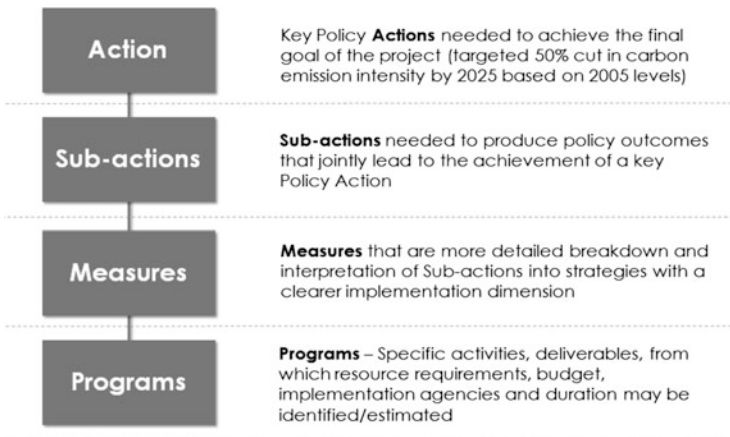 Action
Key Policy Actions needed to achieve the final
goal of the project (targeted 50% cut in carbon
emission intensity by 2025 based on 2005 levels)
Sub-actions
Sub-actions needed to produce policy outcomes
that jointly lead to the achievement of a key
Policy Action
Measures
Measures that are more detailed breakdown and
interpretation of Sub-actions into strategies with a
clearer implementation dimension
Programs
Programs – Specific activities, deliverables, from
which resource requirements, budget,
implementation agencies and duration may be
identified/estimated